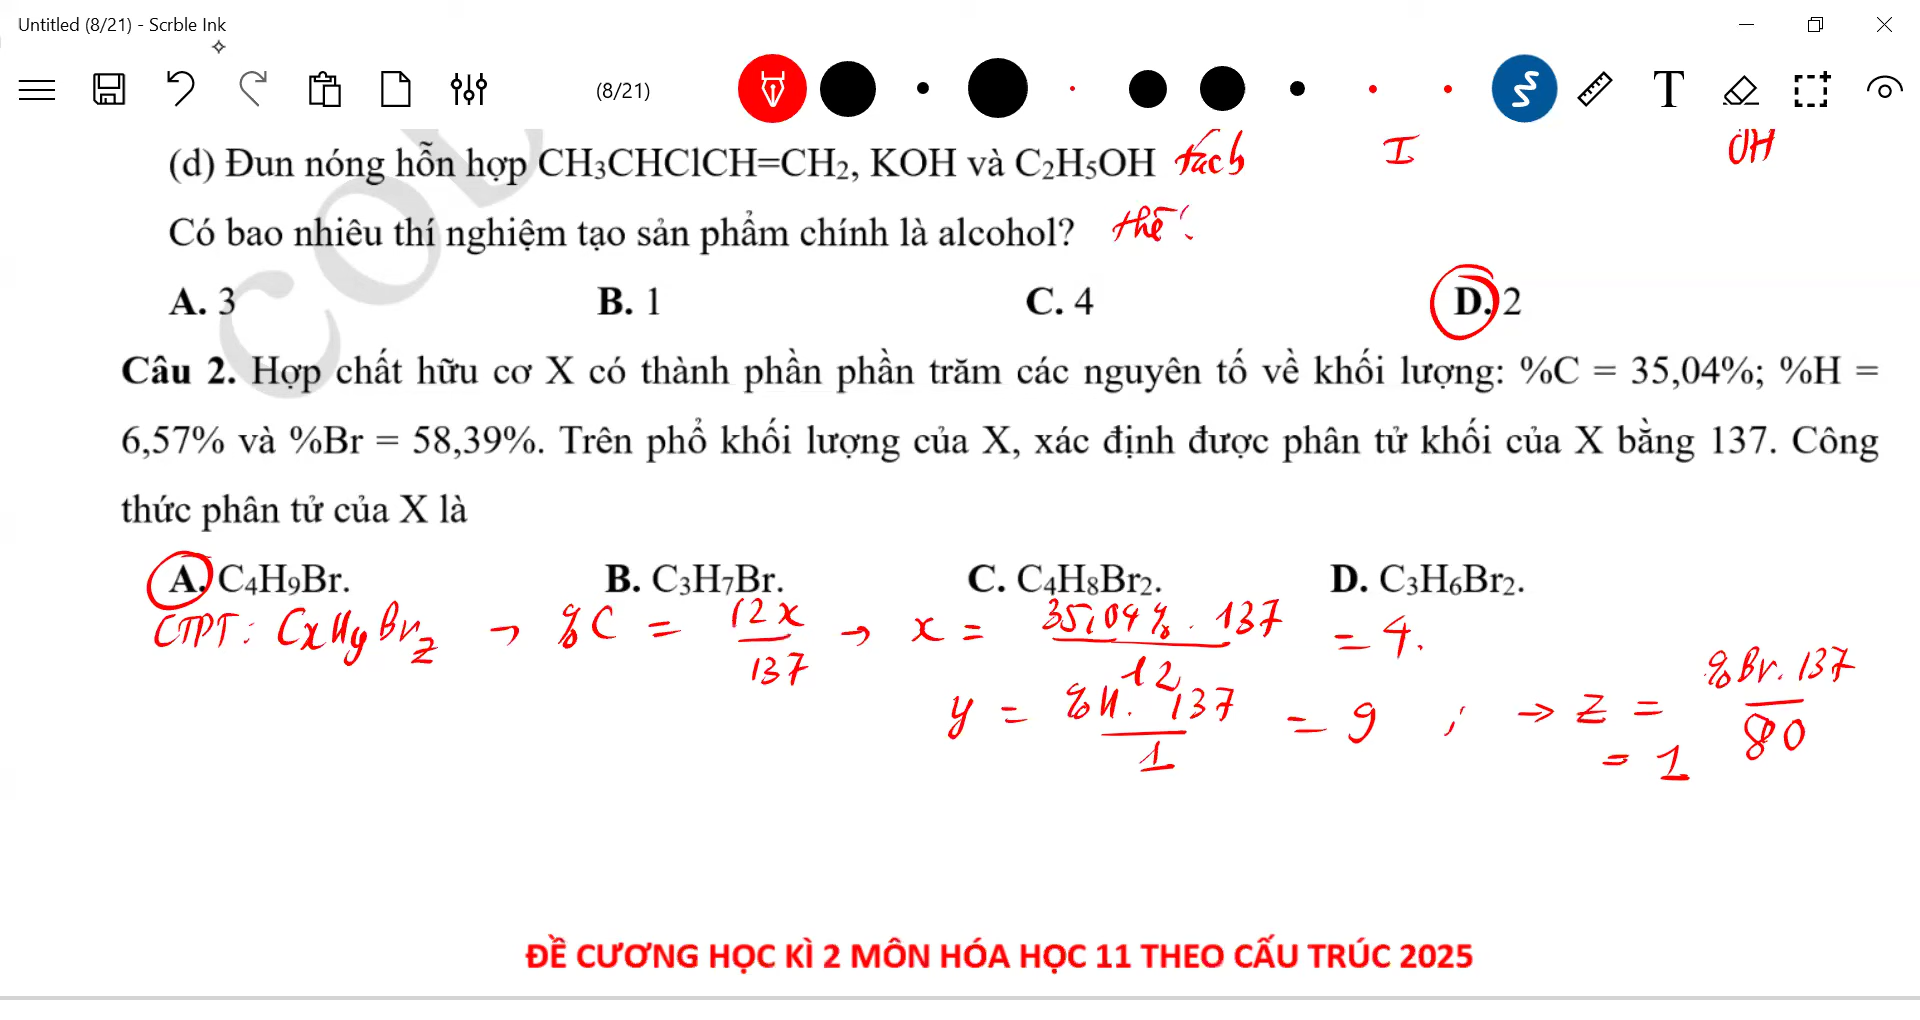 Untitled (8/21) - Scrble Ink
(8/21)
T
(d) Đun nóng hỗn hợp CH₃CHClCH=CH₂, KOH và C₂H₅OH tách I OH
Có bao nhiêu thí nghiệm tạo sản phẩm chính là alcohol? thế
A. 3 B. 1 C. 4 D. 2
Câu 2. Hợp chất hữu cơ X có thành phần phần trăm các nguyên tố về khối lượng: %C = 35,04%; %H =
6,57% và %Br = 58,39%. Trên phổ khối lượng của X, xác định được phân tử khối của X bằng 137. Công
thức phân tử của X là
A. C₄H₉Br. B. C₃H₇Br. C. C₄H₈Br₂. D. C₃H₆Br₂.
CTPT: CxHyBrz → %C = 12x/137 → x = 35,04%.137/12 = 4.
y = %H.137/1 = 9 ; → z = %Br.137/80
= 1
ĐỀ CƯƠNG HỌC KÌ 2 MÔN HÓA HỌC 11 THEO CẤU TRÚC 2025